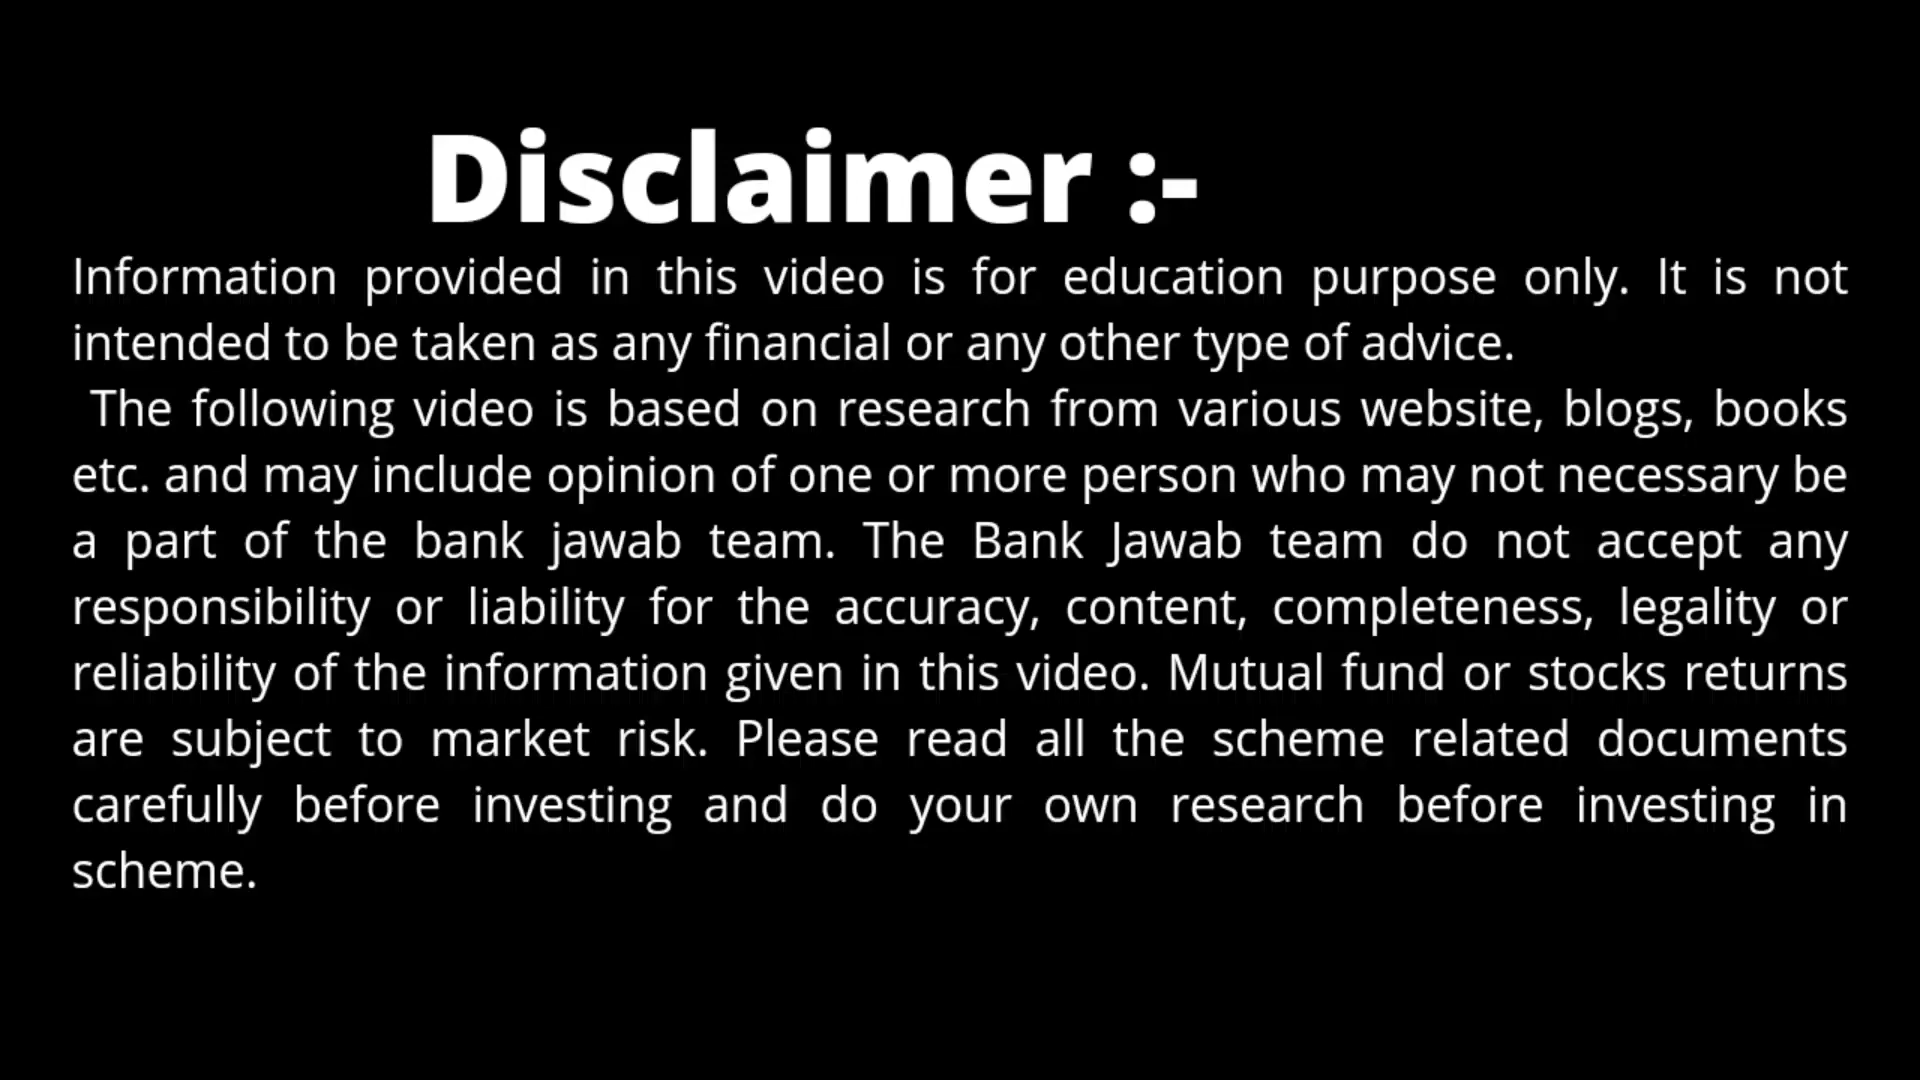 Disclaimer :-
Information provided in this video is for education purpose only. It is not
intended to be taken as any financial or any other type of advice.
The following video is based on research from various website, blogs, books
etc. and may include opinion of one or more person who may not necessary be
a part of the bank jawab team. The Bank Jawab team do not accept any
responsibility or liability for the accuracy, content, completeness, legality or
reliability of the information given in this video. Mutual fund or stocks returns
are subject to market risk. Please read all the scheme related documents
carefully before investing and do your own research before investing in
scheme.